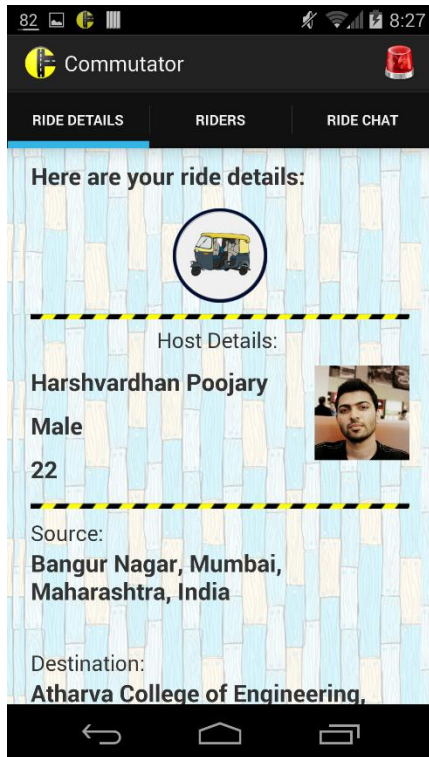 82 8:27
Commutator
RIDE DETAILS RIDERS RIDE CHAT
Here are your ride details:
Host Details:
Harshvardhan Poojary
Male
22
Source:
Bangur Nagar, Mumbai,
Maharashtra, India
Destination:
Atharva College of Engineering,